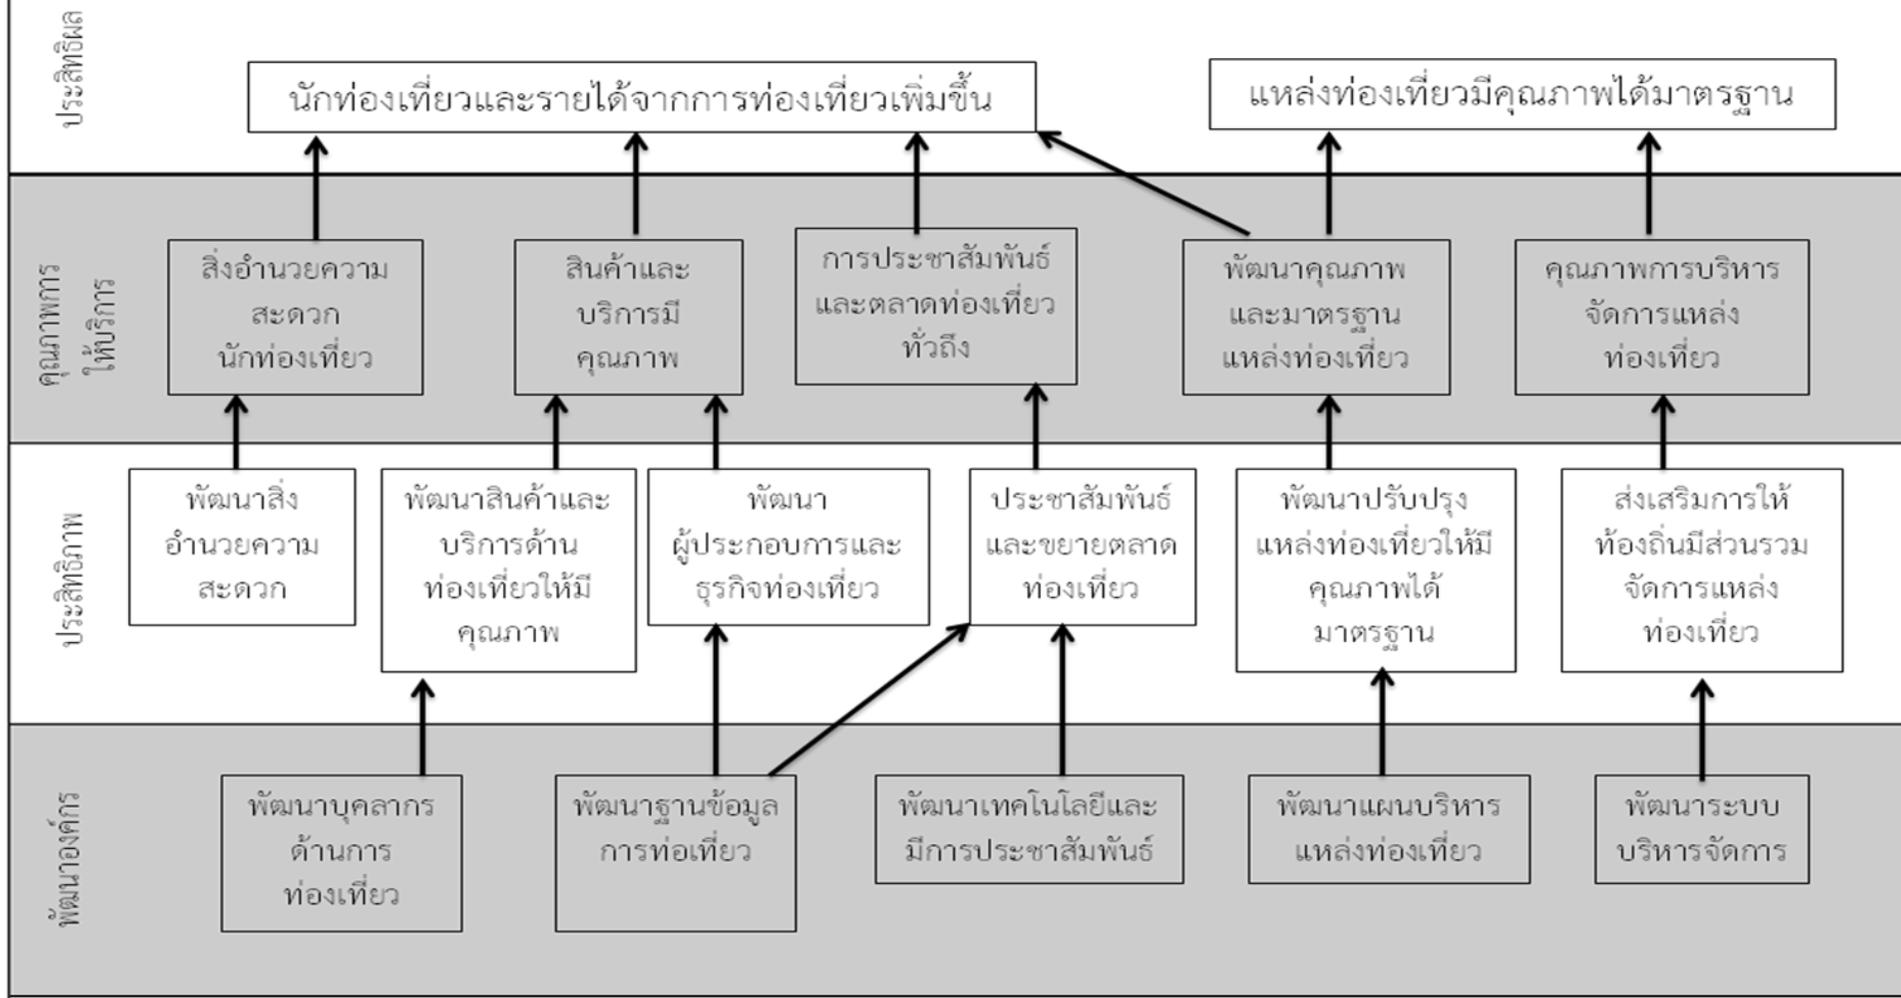 ประสิทธิผล
นักท่องเที่ยวและรายได้จากการท่องเที่ยวเพิ่มขึ้น
แหล่งท่องเที่ยวมีคุณภาพได้มาตรฐาน
คุณภาพการ
ให้บริการ
สิ่งอำนวยความ
สะดวก
นักท่องเที่ยว
สินค้าและ
บริการมี
คุณภาพ
การประชาสัมพันธ์
และตลาดท่องเที่ยว
ทั่วถึง
พัฒนาคุณภาพ
และมาตรฐาน
แหล่งท่องเที่ยว
คุณภาพการบริหาร
จัดการแหล่ง
ท่องเที่ยว
ประสิทธิภาพ
พัฒนาสิ่ง
อำนวยความ
สะดวก
พัฒนาสินค้าและ
บริการด้าน
ท่องเที่ยวให้มี
คุณภาพ
พัฒนา
ผู้ประกอบการและ
ธุรกิจท่องเที่ยว
ประชาสัมพันธ์
และขยายตลาด
ท่องเที่ยว
พัฒนาปรับปรุง
แหล่งท่องเที่ยวให้มี
คุณภาพได้
มาตรฐาน
ส่งเสริมการให้
ท้องถิ่นมีส่วนรวม
จัดการแหล่ง
ท่องเที่ยว
พัฒนาองค์กร
พัฒนาบุคลากร
ด้านการ
ท่องเที่ยว
พัฒนาฐานข้อมูล
การท่อเที่ยว
พัฒนาเทคโนโลยีและ
มีการประชาสัมพันธ์
พัฒนาแผนบริหาร
แหล่งท่องเที่ยว
พัฒนาระบบ
บริหารจัดการ